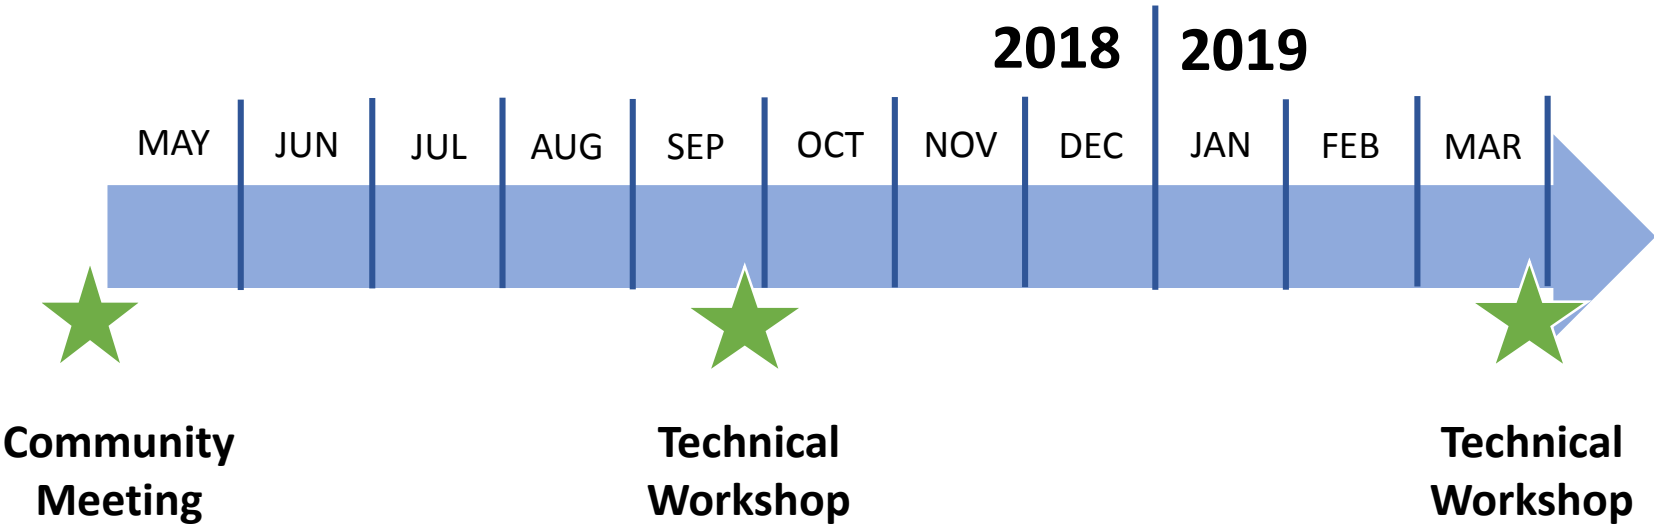 2018 2019
MAY JUN JUL AUG SEP OCT NOV DEC JAN FEB MAR
Community
Meeting
Technical
Workshop
Technical
Workshop